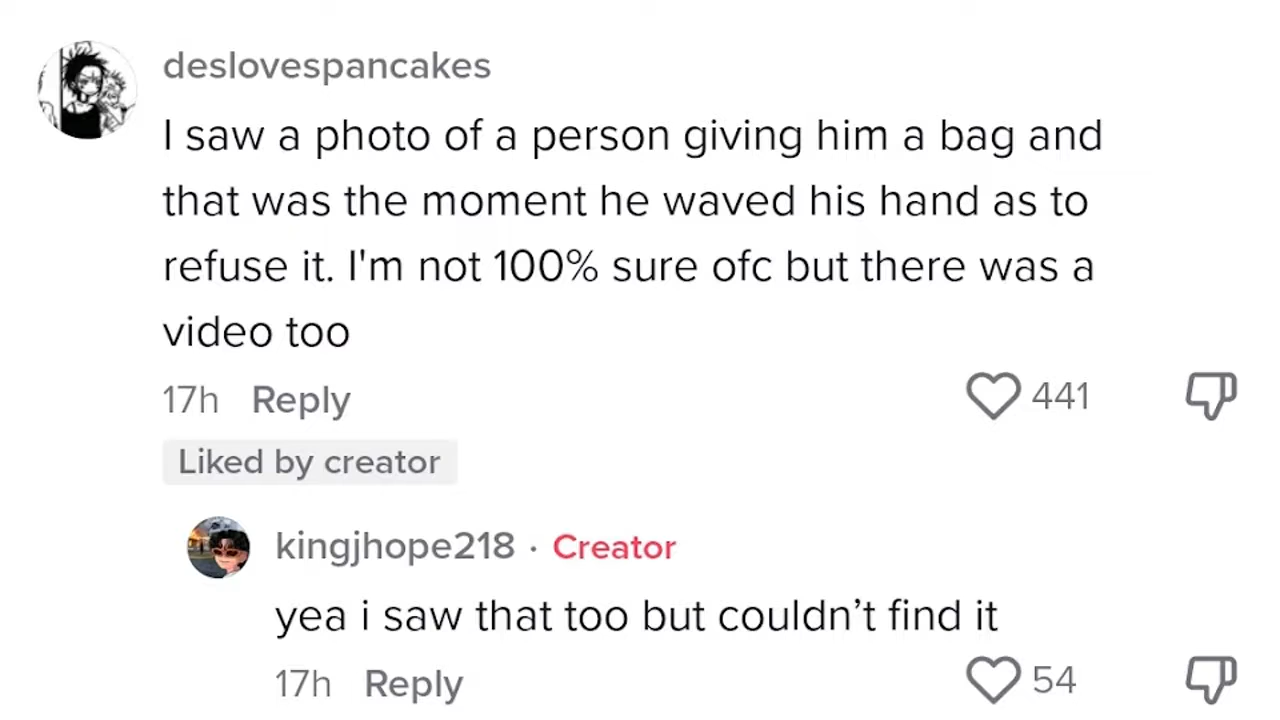 deslovespancakes
I saw a photo of a person giving him a bag and
that was the moment he waved his hand as to
refuse it. I'm not 100% sure ofc but there was a
video too
17h Reply 441
Liked by creator
kingjhope218 · Creator
yea i saw that too but couldn’t find it
17h Reply 54